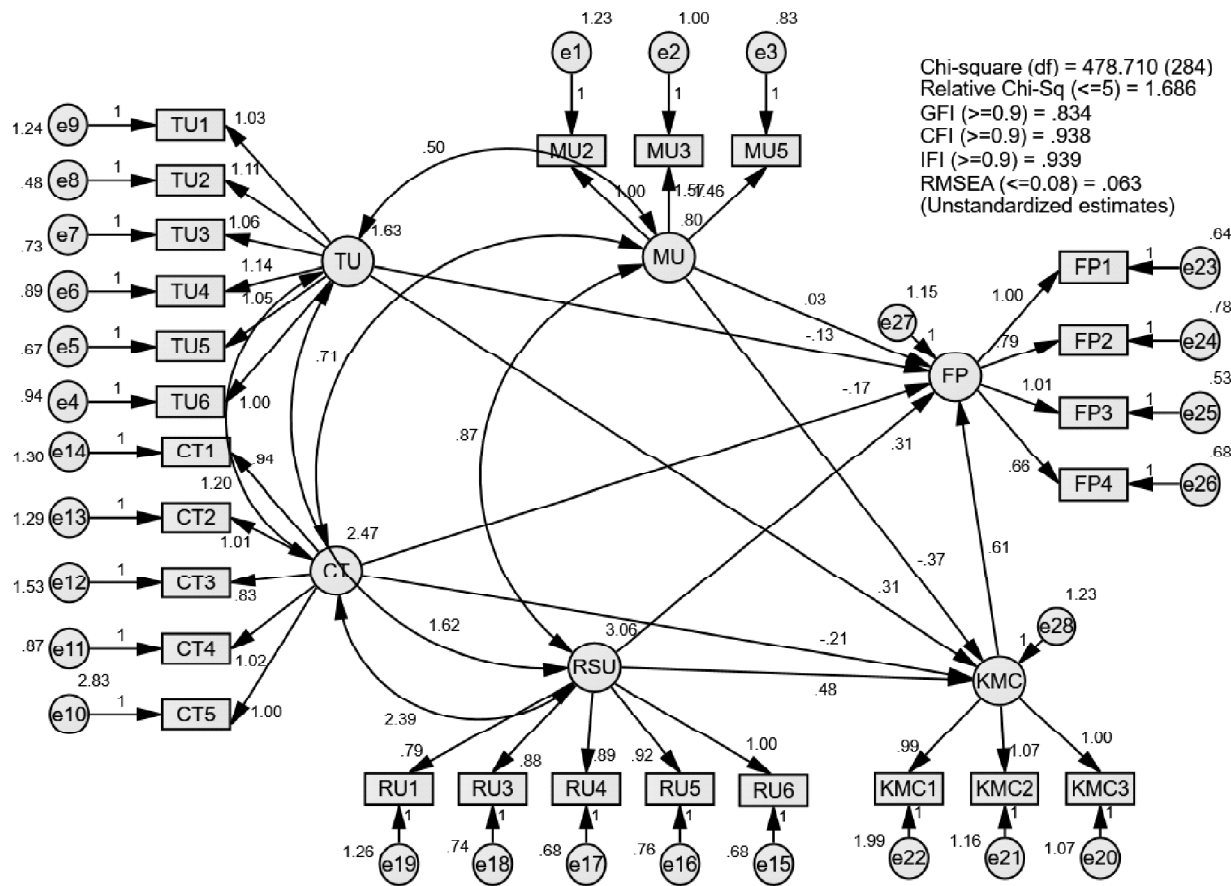 1.23
1.00
.83
e1
e2
e3
1
1
1
MU2
MU3
MU5
1.00
1.46
.80
MU
Chi-square (df) = 478.710 (284)
Relative Chi-Sq (<=5) = 1.686
GFI (>=0.9) = .834
CFI (>=0.9) = .938
IFI (>=0.9) = .939
RMSEA (<=0.08) = .063
(Unstandardized estimates)
1.24
e9
1
TU1
1.03
.48
e8
1
TU2
1.11
.73
e7
1
TU3
1.06
.89
e6
1
TU4
1.14
.67
e5
1
TU5
1.05
.94
e4
1
TU6
1.00
1.63
TU
.50
.71
.87
1.30
e14
1
CT1
.94
1.20
1.29
e13
1
CT2
1.01
1.53
e12
1
CT3
.83
.87
e11
1
CT4
1.02
2.83
e10
1
CT5
1.00
2.47
CT
1.62
2.39
.03
-.13
-.17
.31
.61
-.37
.31
-.21
.48
1.15
e27
1
FP
1.00
FP1
1
.64
e23
.79
FP2
1
.78
e24
1.01
FP3
1
.53
e25
.66
FP4
1
.68
e26
3.06
RSU
.79
.88
.89
.92
1.00
RU1
RU3
RU4
RU5
RU6
1
1
1
1
1
1.26
e19
.74
e18
.68
e17
.76
e16
.68
e15
1.23
e28
1
KMC
.99
1.07
1.00
KMC1
KMC2
KMC3
1
1
1
1.99
e22
1.16
e21
1.07
e20